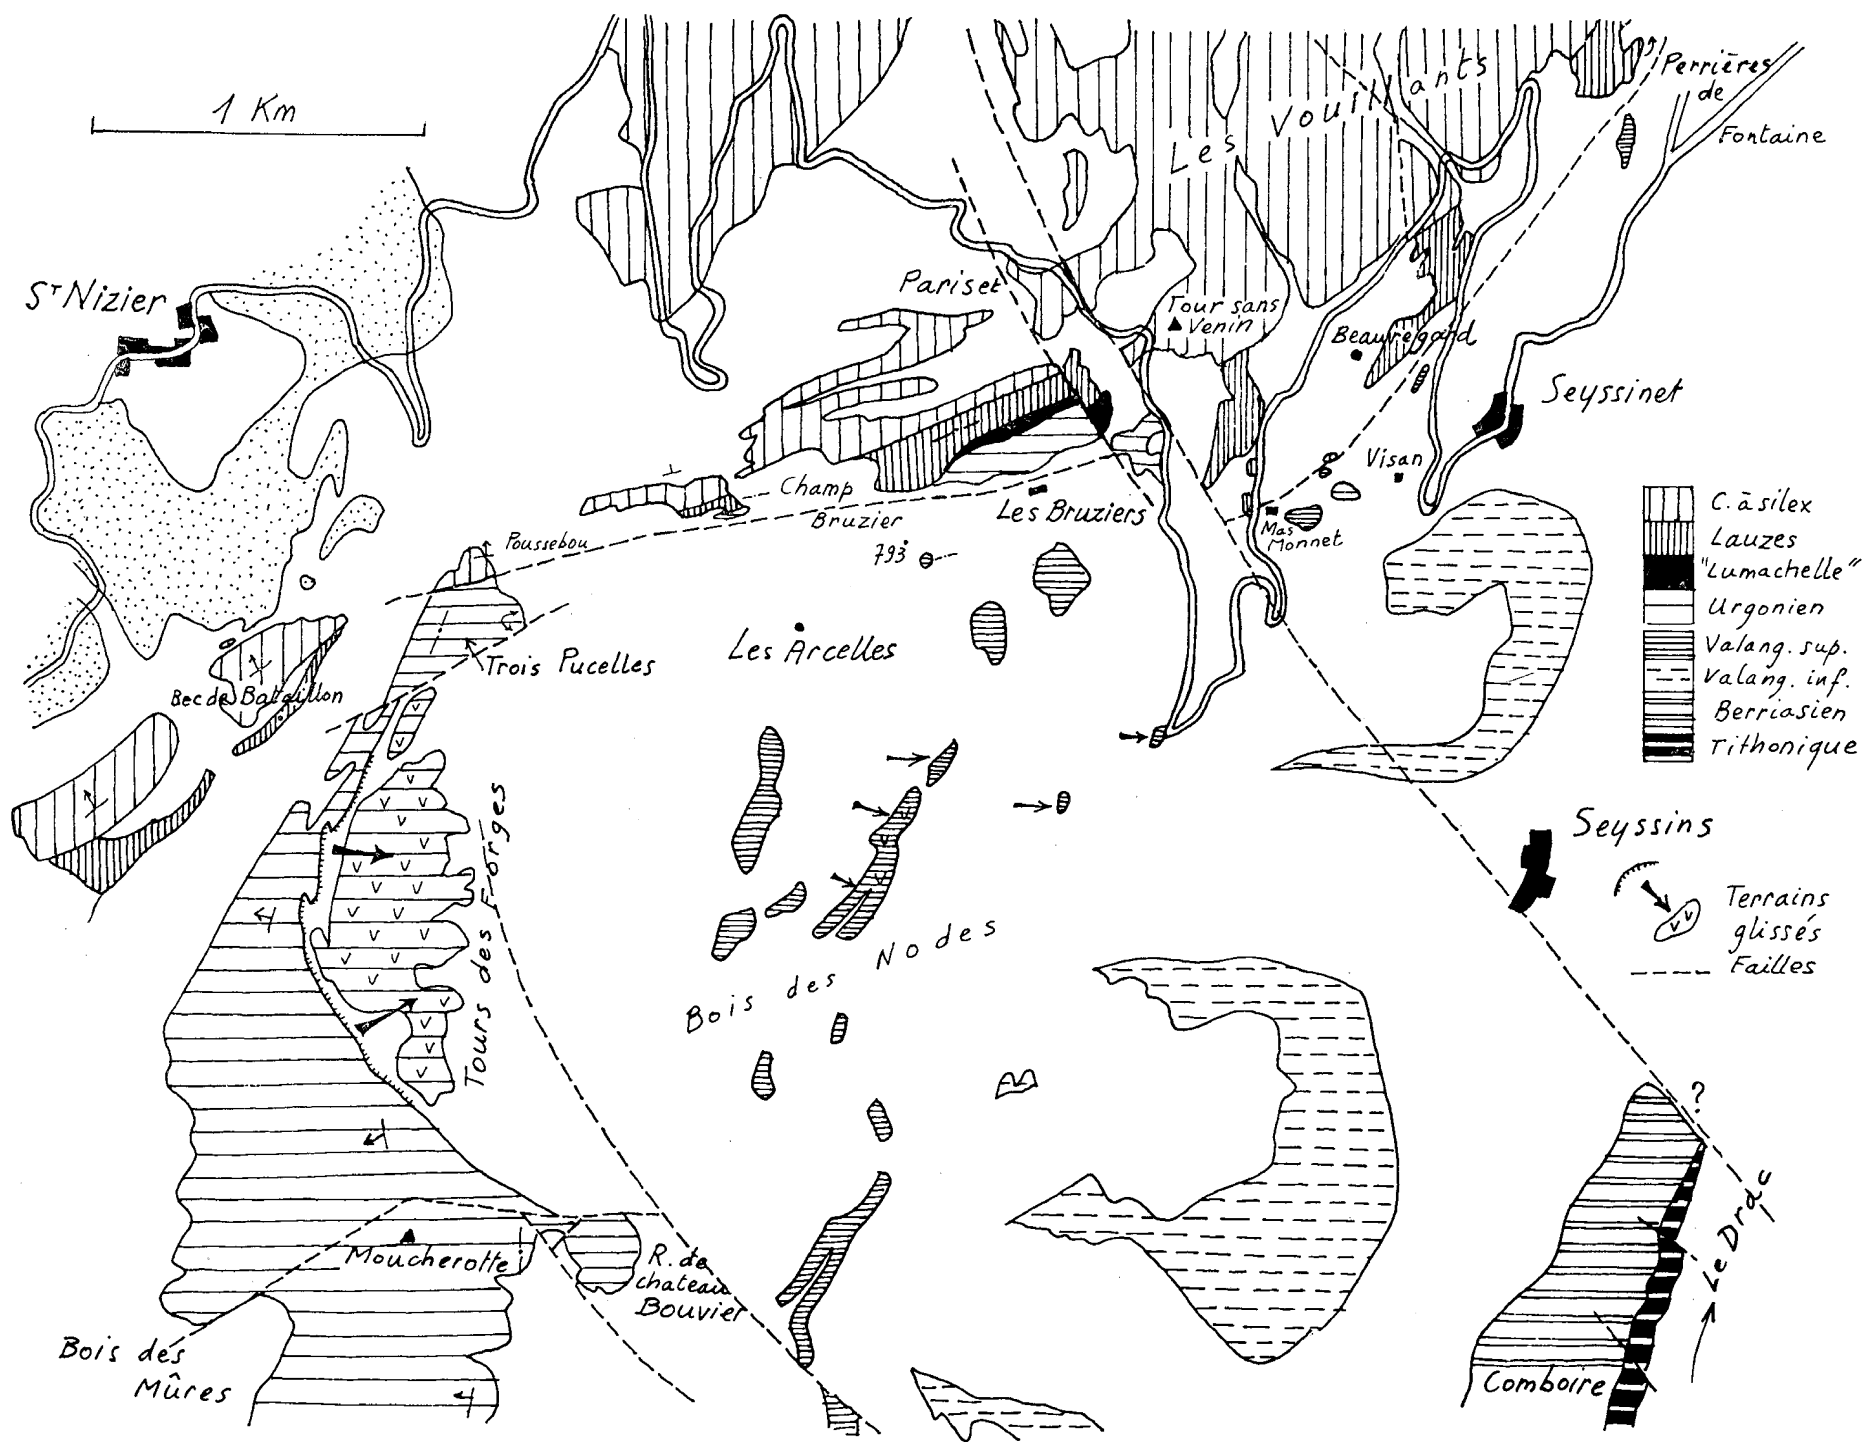 1 Km
Perrières
de
Fontaine
Les Vouillants
St Nizier
Pariset
Tour sans
Venin
Beauregard
Seyssinet
Visan
Champ
Bruzier
Les Bruziers
Mas
Monnet
Poussebou
793
C. à silex
Lauzes
"Lumachelle"
Urgonien
Valang. sup.
Valang. inf.
Berriasien
Tithonique
Les Arcelles
Trois Pucelles
Bec de Bataillon
Tours des Forges
Seyssins
Terrains
glissés
Failles
Bois des Nodes
?
Le Drac
Moucherotte
R. de
chateau
Bouvier
Bois des
Mûres
Comboire